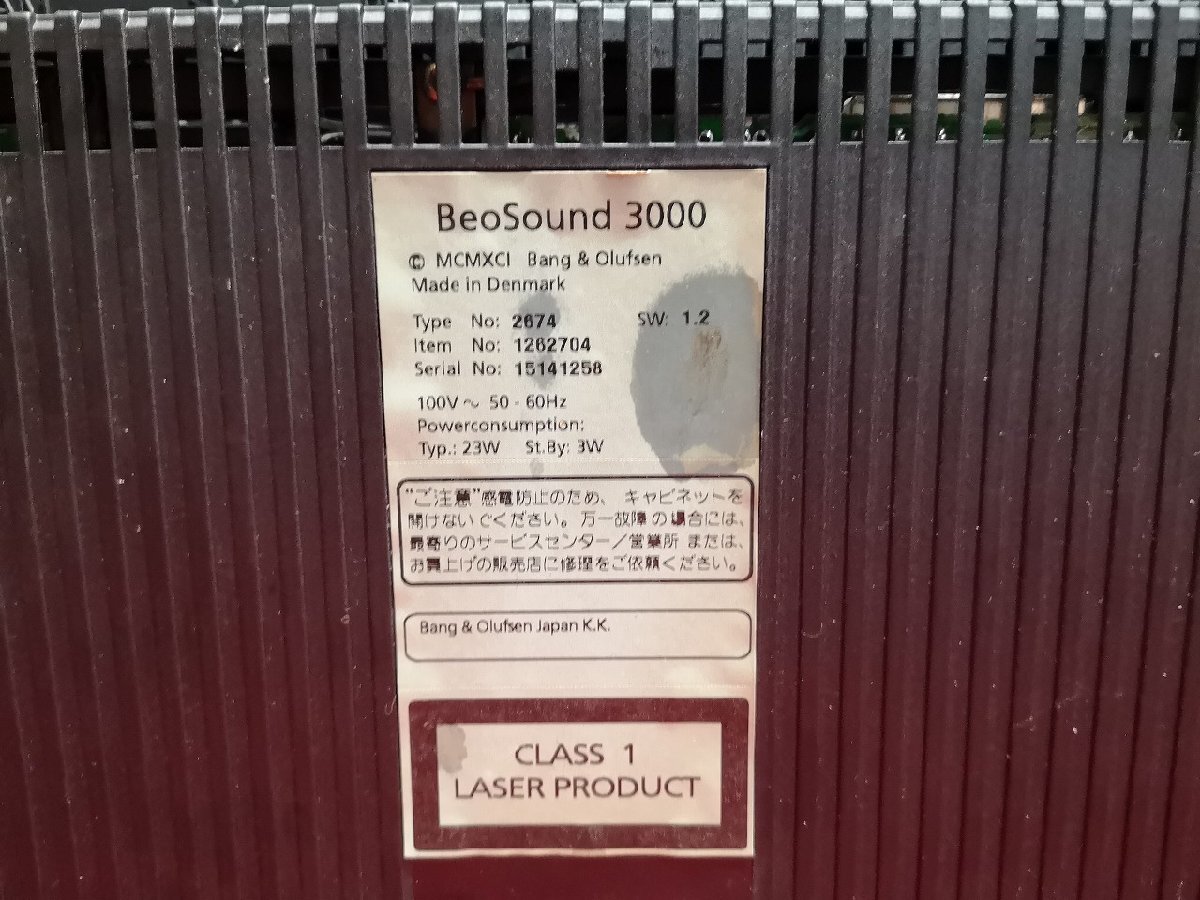 BeoSound 3000
© MCMXCI Bang & Olufsen
Made in Denmark
Type No: 2674 SW: 1.2
Item No: 1262704
Serial No: 15141258
100V ~ 50 - 60Hz
Powerconsumption:
Typ.: 23W St.By: 3W
"ご注意"感電防止のため、キャビネットを
開けないぐください。万一故障の場合には、
最寄りのサービスセンター/営業所または、
お買上げの販売店に修理をご依頼ください。
Bang & Olufsen Japan K.K.
CLASS 1
LASER PRODUCT